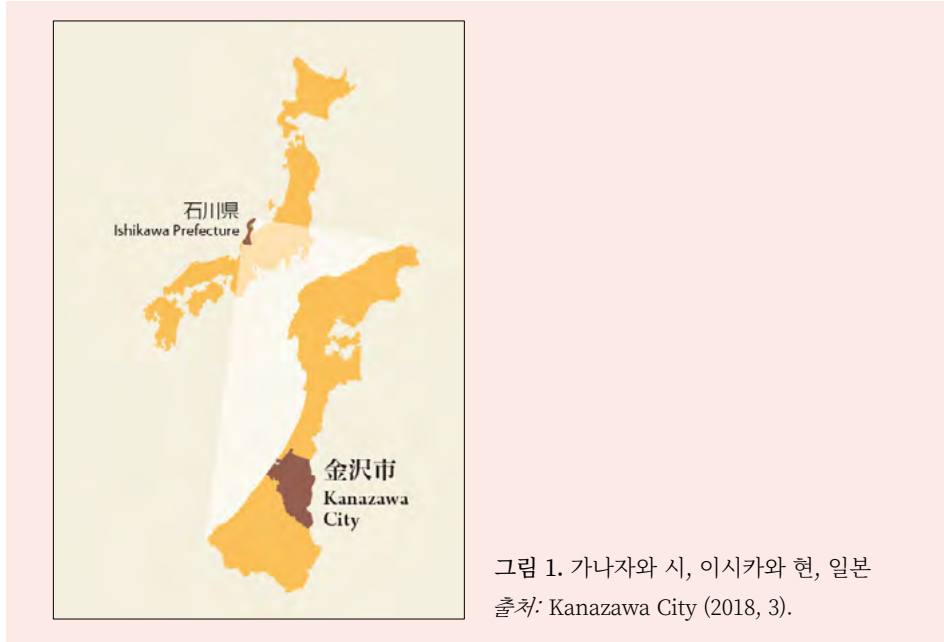 石川県
Ishikawa Prefecture
金沢市
Kanazawa
City
그림 1. 가나자와 시, 이시카와 현, 일본
출처: Kanazawa City (2018, 3).